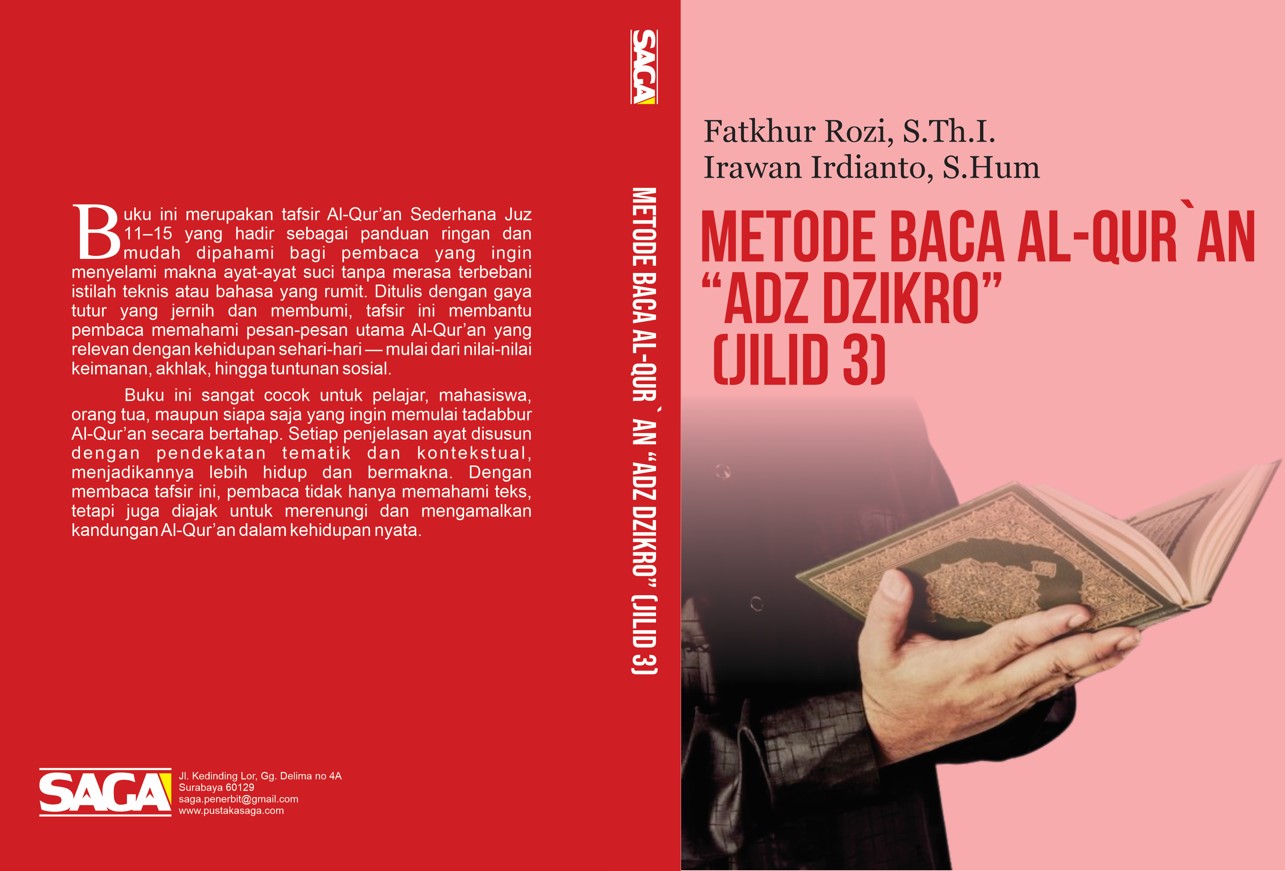 Buku ini merupakan tafsir Al-Qur’an Sederhana Juz
11–15 yang hadir sebagai panduan ringan dan
mudah dipahami bagi pembaca yang ingin
menyelami makna ayat-ayat suci tanpa merasa terbebani
istilah teknis atau bahasa yang rumit. Ditulis dengan gaya
tutur yang jernih dan membumi, tafsir ini membantu
pembaca memahami pesan-pesan utama Al-Qur’an yang
relevan dengan kehidupan sehari-hari — mulai dari nilai-nilai
keimanan, akhlak, hingga tuntunan sosial.
Buku ini sangat cocok untuk pelajar, mahasiswa,
orang tua, maupun siapa saja yang ingin memulai tadabbur
Al-Qur’an secara bertahap. Setiap penjelasan ayat disusun
dengan pendekatan tematik dan kontekstual,
menjadikannya lebih hidup dan bermakna. Dengan
membaca tafsir ini, pembaca tidak hanya memahami teks,
tetapi juga diajak untuk merenungi dan mengamalkan
kandungan Al-Qur’an dalam kehidupan nyata.
SAGA
Jl. Kedinding Lor, Gg. Delima no 4A
Surabaya 60129
saga.penerbit@gmail.com
www.pustakasaga.com
SAGA
METODE BACA AL-QUR`AN “ADZ DZIKRO” (JILID 3)
Fatkhur Rozi, S.Th.I.
Irawan Irdianto, S.Hum
METODE BACA AL-QUR`AN
“ADZ DZIKRO”
(JILID 3)